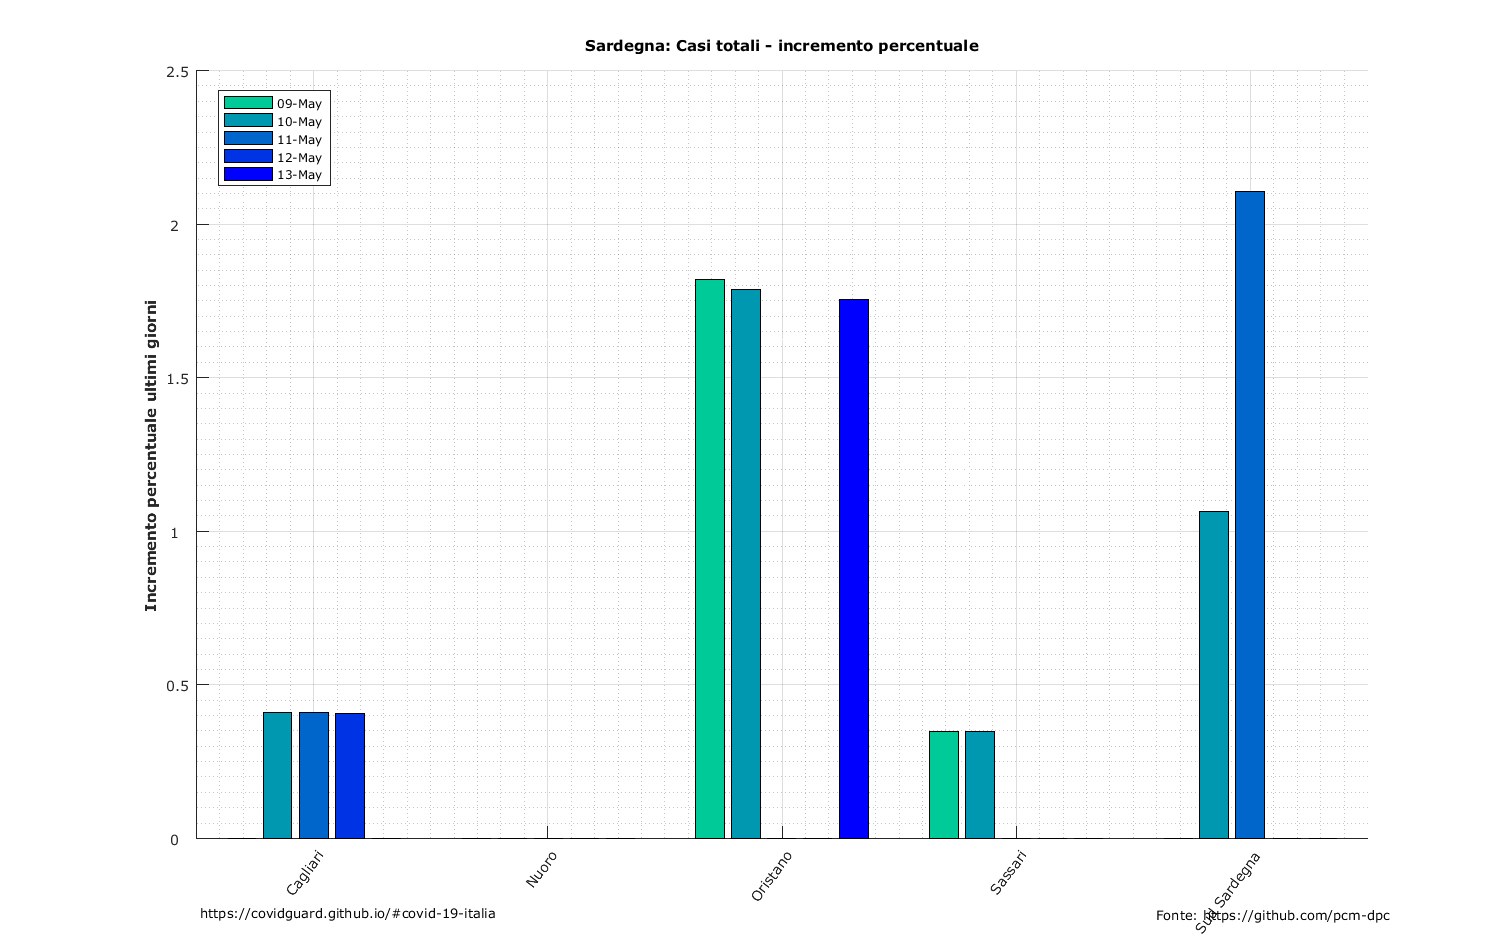 Sardegna: Casi totali - incremento percentuale
2.5
2
1.5
1
0.5
0
Incremento percentuale ultimi giorni
09-May
10-May
11-May
12-May
13-May
Cagliari
Nuoro
Oristano
Sassari
Sud Sardegna
https://covidguard.github.io/#covid-19-italia
Fonte: https://github.com/pcm-dpc